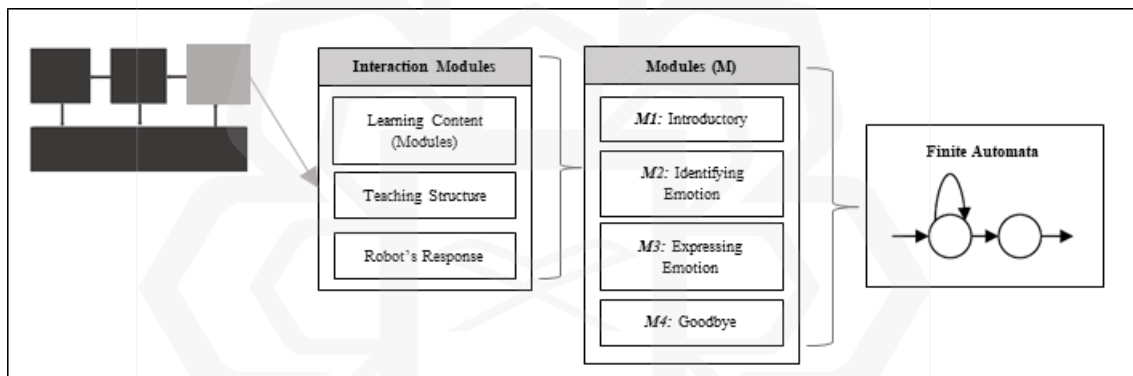 Interaction Modules
Learning Content
(Modules)
Teaching Structure
Robot's Response
Modules (M)
M1: Introductory
M2: Identifying
Emotion
M3: Expressing
Emotion
M4: Goodbye
Finite Automata